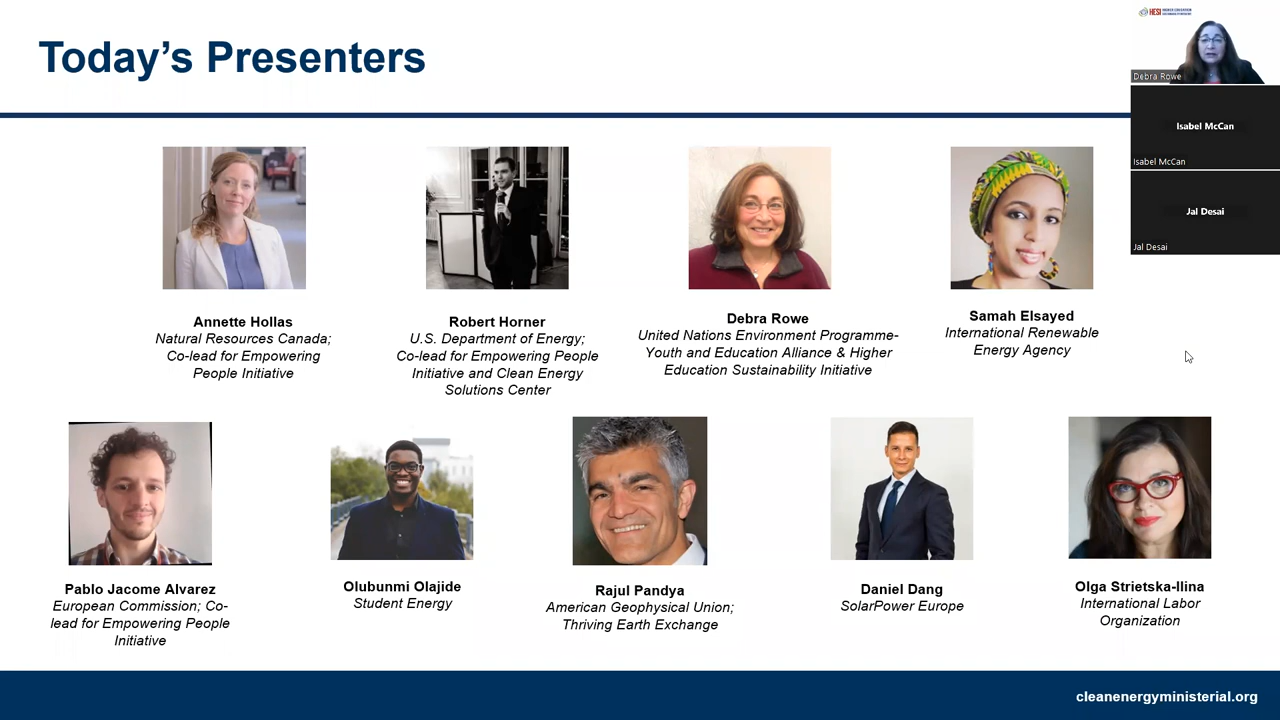 Today's Presenters
HESI
Debra Rowe
Isabel McCan
Isabel McCan
Jal Desai
Jal Desai
Annette Hollas
Natural Resources Canada;
Co-lead for Empowering
People Initiative
Robert Horner
U.S. Department of Energy;
Co-lead for Empowering People
Initiative and Clean Energy
Solutions Center
Debra Rowe
United Nations Environment Programme-
Youth and Education Alliance & Higher
Education Sustainability Initiative
Samah Elsayed
International Renewable
Energy Agency
Pablo Jacome Alvarez
European Commission; Co-
lead for Empowering People
Initiative
Olubunmi Olajide
Student Energy
Rajul Pandya
American Geophysical Union;
Thriving Earth Exchange
Daniel Dang
SolarPower Europe
Olga Strietska-Ilina
International Labor
Organization
cleanenergyministerial.org